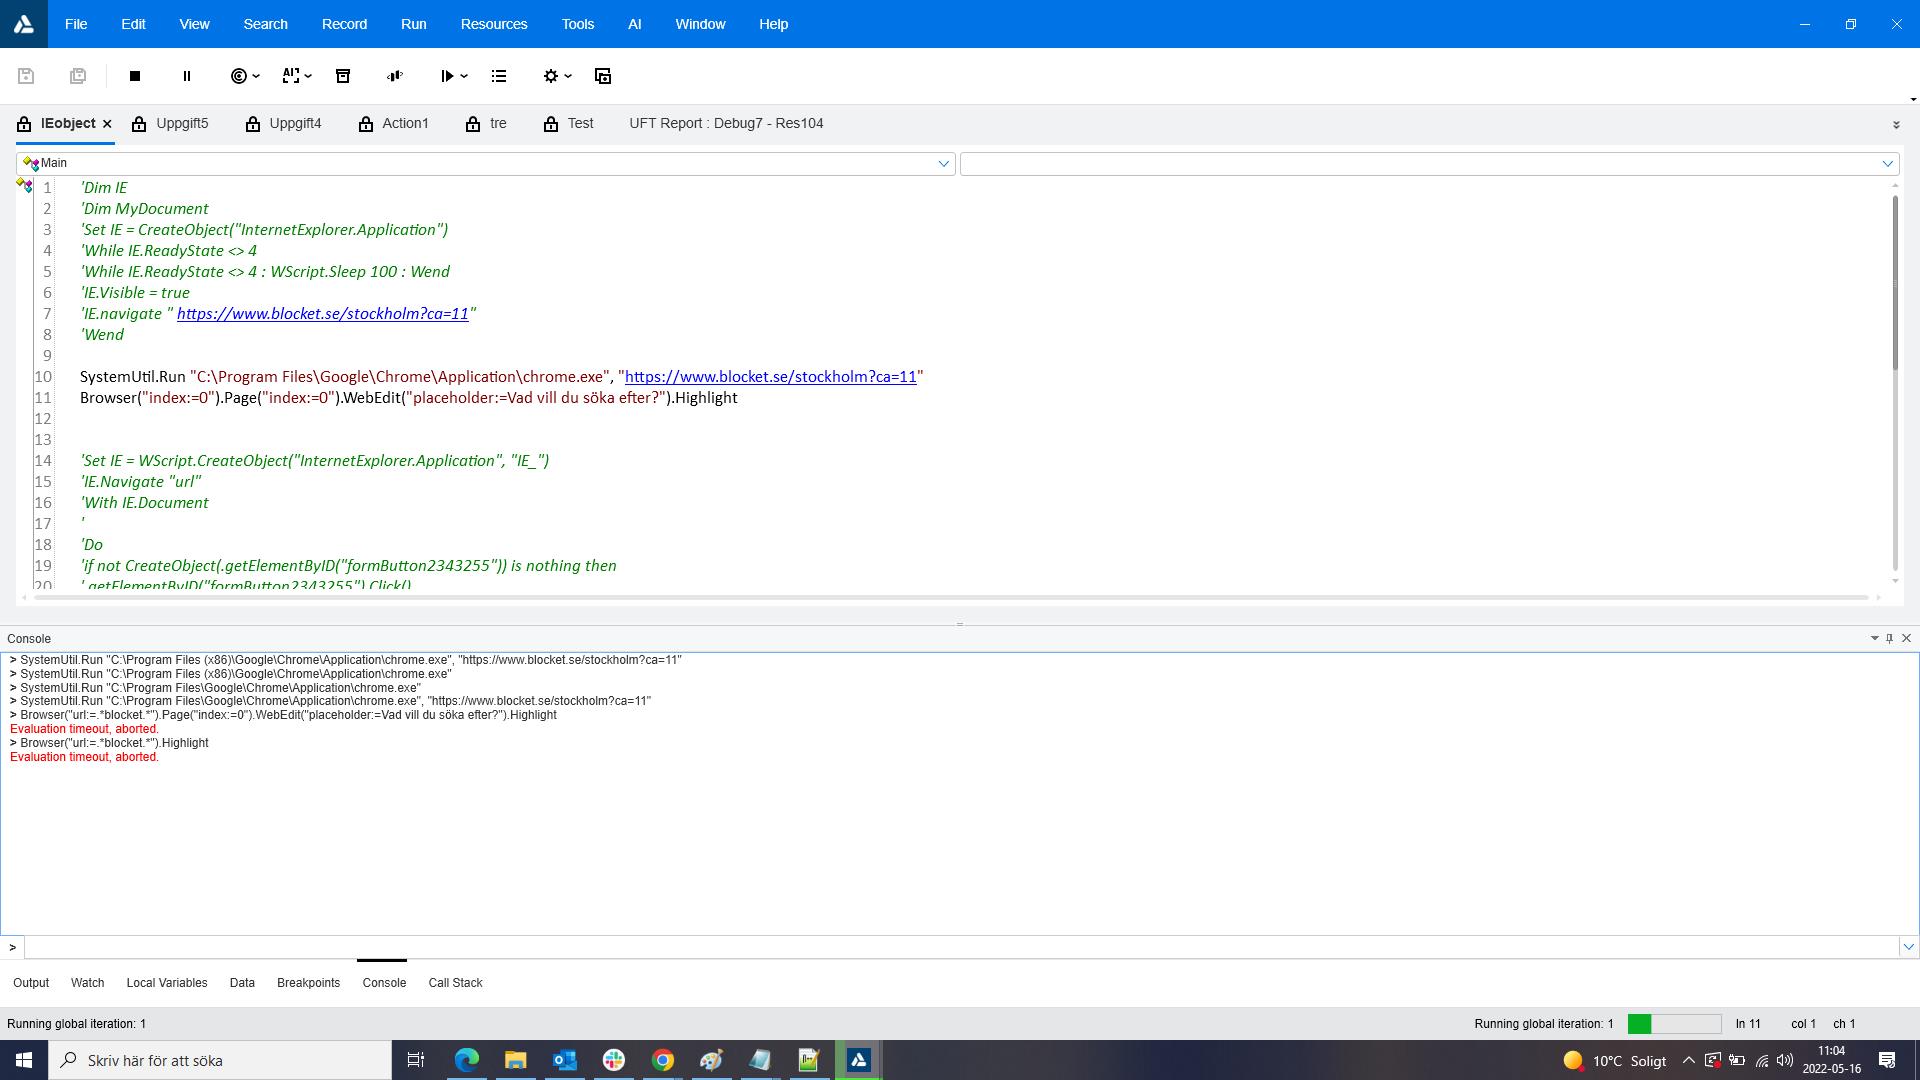 File Edit View Search Record Run Resources Tools AI Window Help
IEobject Uppgift5 Uppgift4 Action1 tre Test UFT Report : Debug7 - Res104
Main
1 'Dim IE
2 'Dim MyDocument
3 'Set IE = CreateObject("InternetExplorer.Application")
4 'While IE.ReadyState <> 4
5 'While IE.ReadyState <> 4 : WScript.Sleep 100 : Wend
6 'IE.Visible = true
7 'IE.navigate " https://www.blocket.se/stockholm?ca=11"
8 'Wend
9
10 SystemUtil.Run "C:\Program Files\Google\Chrome\Application\chrome.exe", "https://www.blocket.se/stockholm?ca=11"
11 Browser("index:=0").Page("index:=0").WebEdit("placeholder:=Vad vill du söka efter?").Highlight
12
13
14 'Set IE = WScript.CreateObject("InternetExplorer.Application", "IE_")
15 'IE.Navigate "url"
16 'With IE.Document
17 '
18 'Do
19 'if not CreateObject(.getElementByID("formButton2343255")) is nothing then
20 ' .getElementByID("formButton2343255").Click()
Console
> SystemUtil.Run "C:\Program Files (x86)\Google\Chrome\Application\chrome.exe", "https://www.blocket.se/stockholm?ca=11"
> SystemUtil.Run "C:\Program Files (x86)\Google\Chrome\Application\chrome.exe"
> SystemUtil.Run "C:\Program Files\Google\Chrome\Application\chrome.exe"
> SystemUtil.Run "C:\Program Files\Google\Chrome\Application\chrome.exe", "https://www.blocket.se/stockholm?ca=11"
> Browser("url:=.*blocket.*").Page("index:=0").WebEdit("placeholder:=Vad vill du söka efter?").Highlight
Evaluation timeout, aborted.
> Browser("url:=.*blocket.*").Highlight
Evaluation timeout, aborted.
>
Output Watch Local Variables Data Breakpoints Console Call Stack
Running global iteration: 1 Running global iteration: 1 ln 11 col 1 ch 1
Skriv här för att söka 10°C Soligt 11:04
2022-05-16